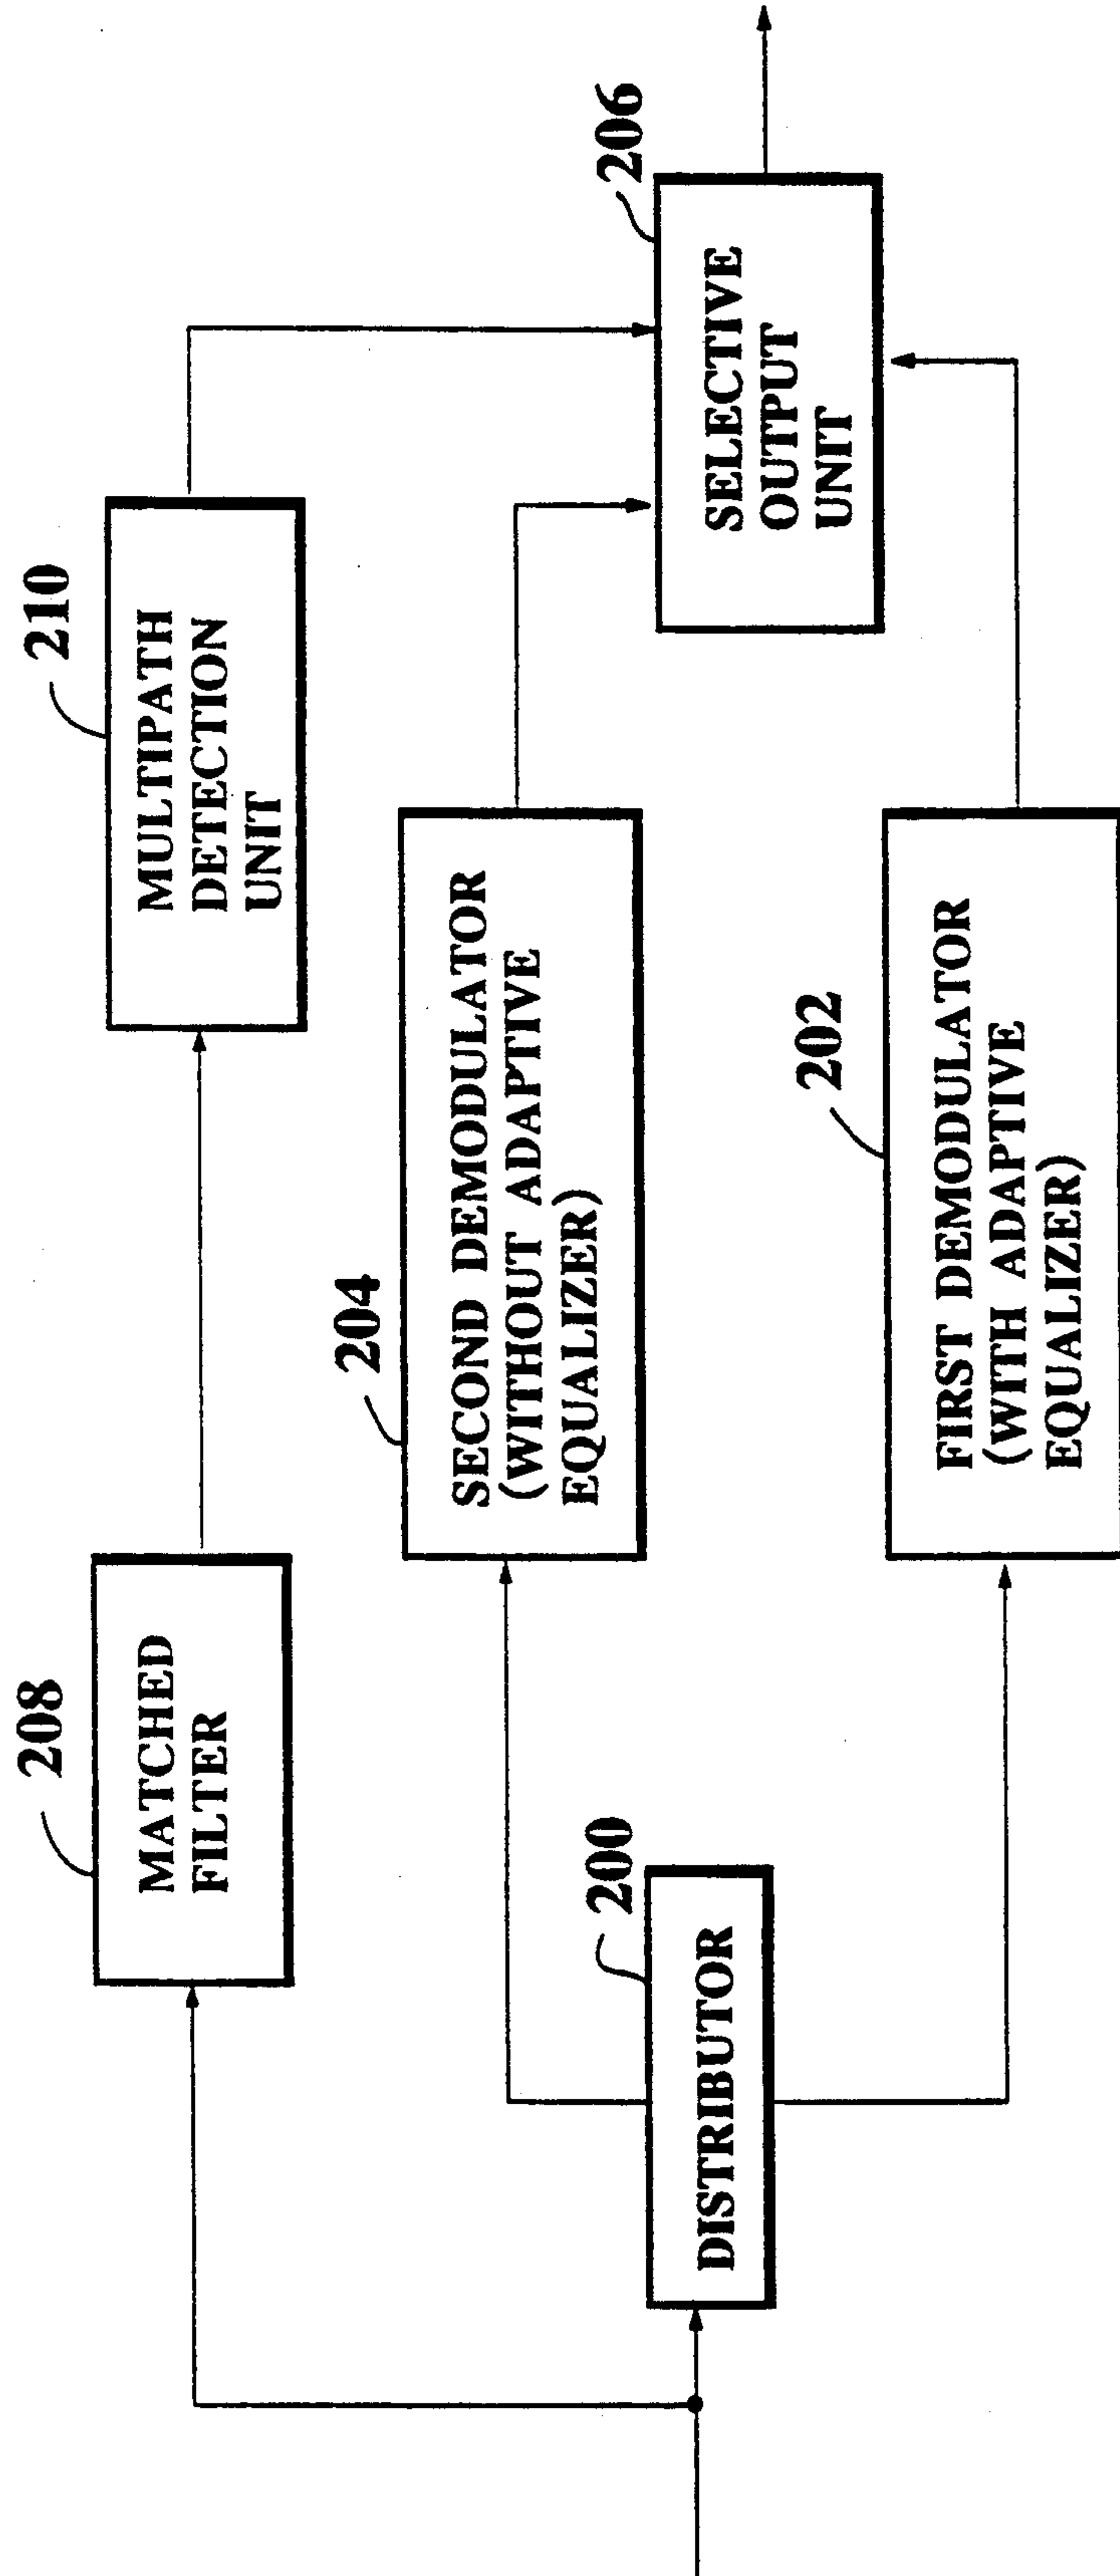 208
MATCHED
FILTER
210
MULTIPATH
DETECTION
UNIT
204
SECOND DEMODULATOR
(WITHOUT ADAPTIVE
EQUALIZER)
206
SELECTIVE
OUTPUT
UNIT
200
DISTRIBUTOR
202
FIRST DEMODULATOR
(WITH ADAPTIVE
EQUALIZER)